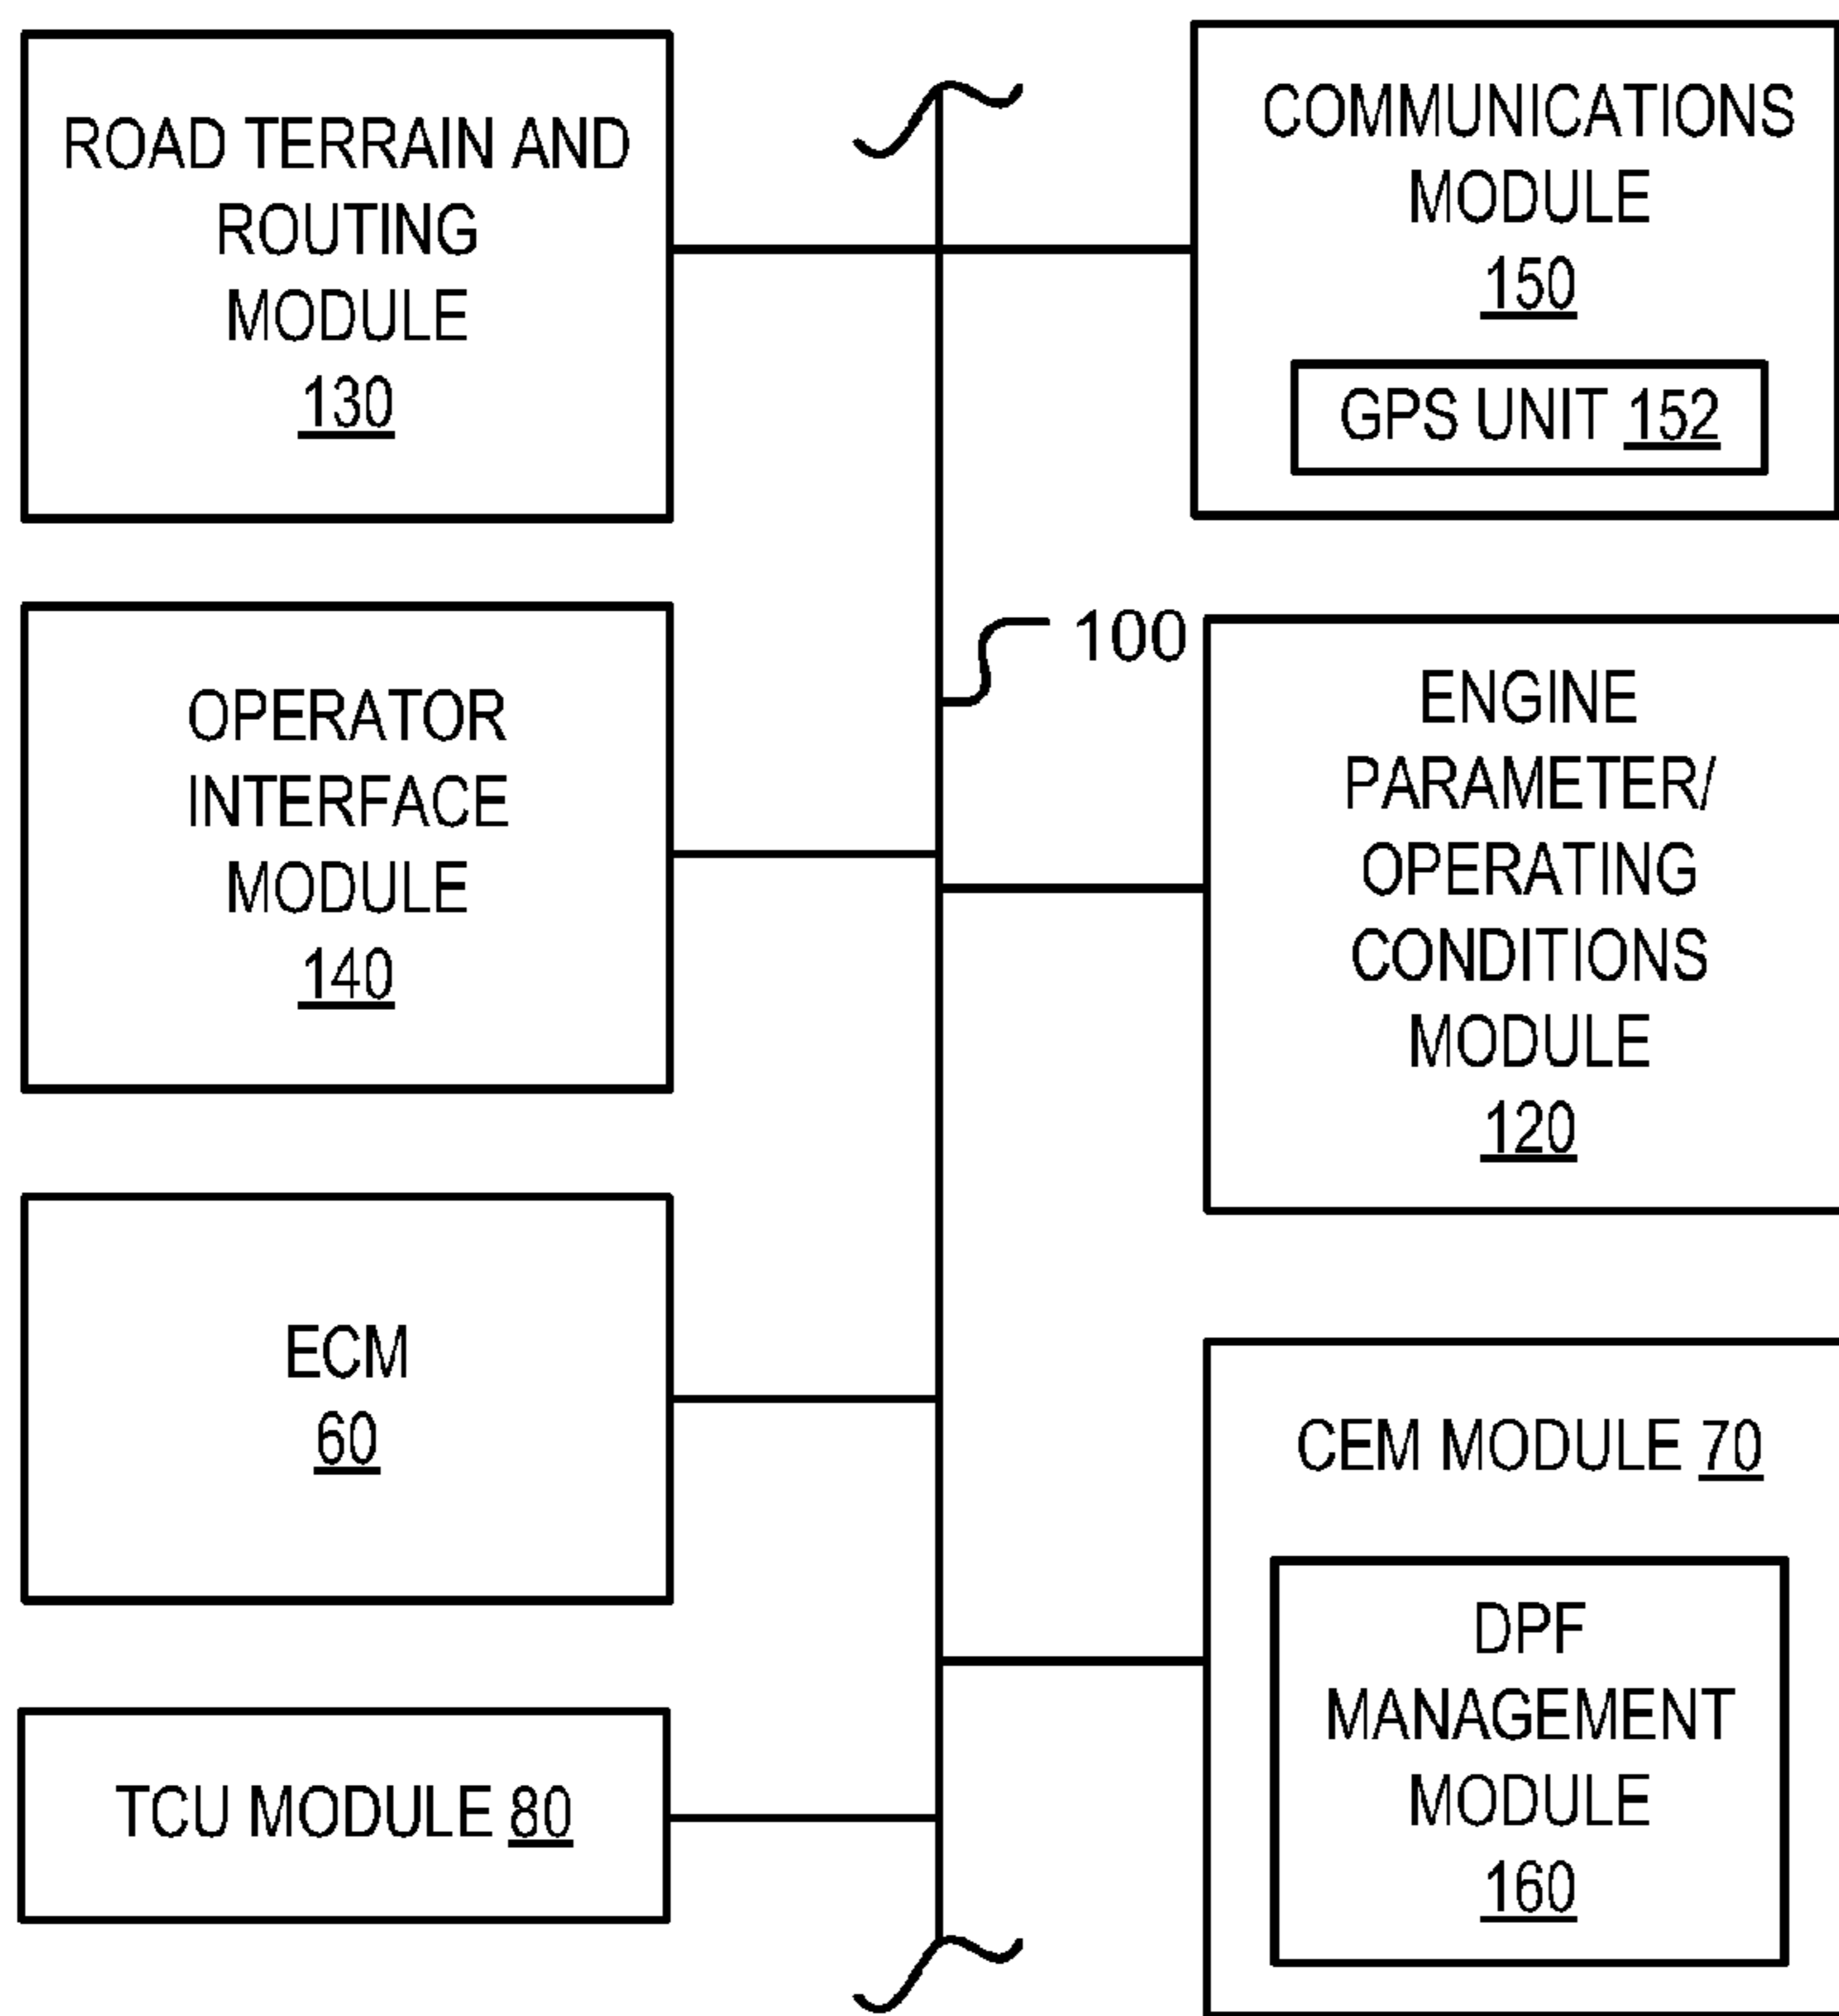 ROAD TERRAIN AND
ROUTING
MODULE
130
COMMUNICATIONS
MODULE
150
GPS UNIT 152
100
OPERATOR
INTERFACE
MODULE
140
ENGINE
PARAMETER/
OPERATING
CONDITIONS
MODULE
120
ECM
60
CEM MODULE 70
DPF
MANAGEMENT
MODULE
160
TCU MODULE 80